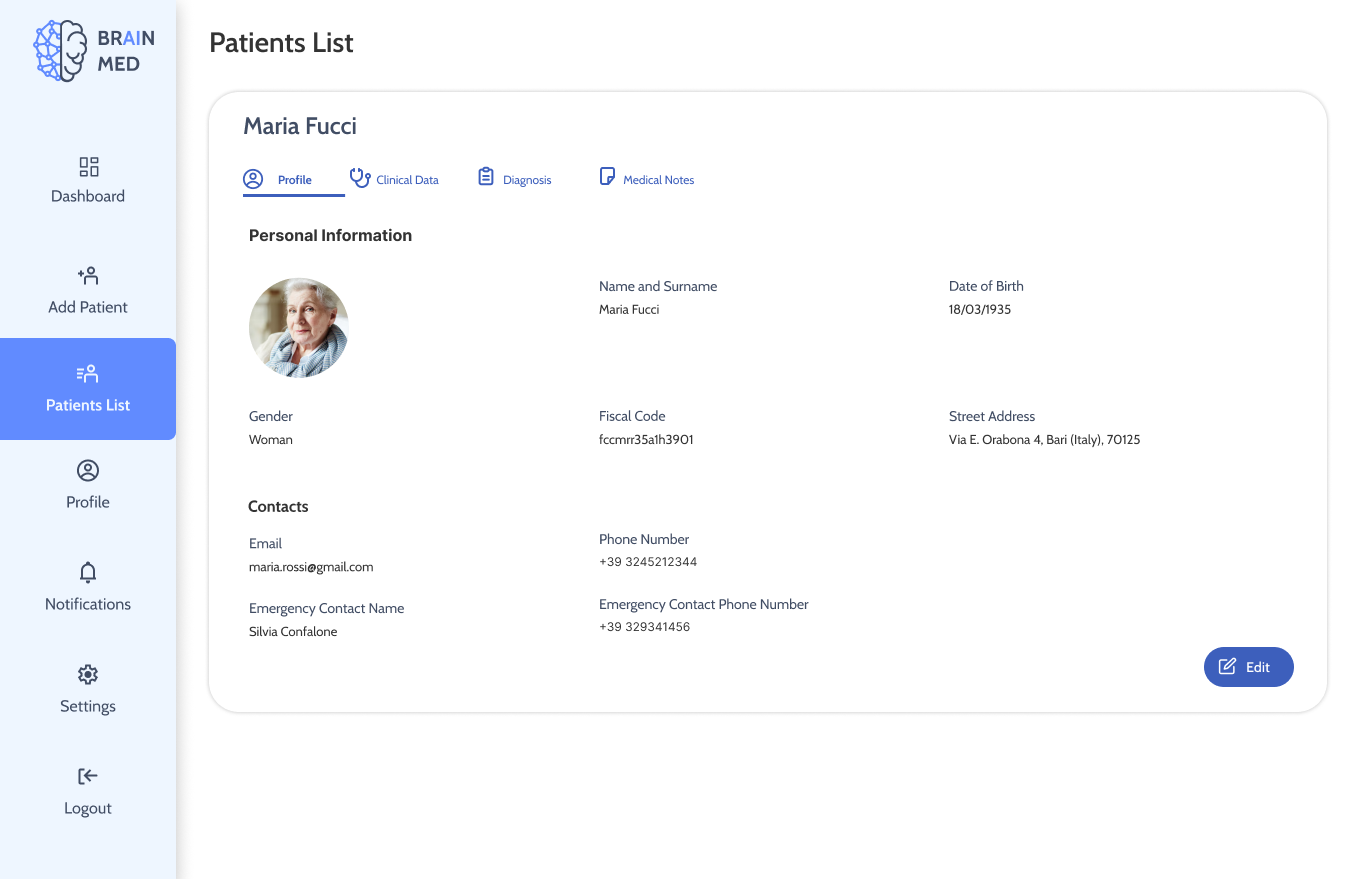 BRAIN
MED
Dashboard
Add Patient
Patients List
Profile
Notifications
Settings
Logout
Patients List
Maria Fucci
Profile Clinical Data Diagnosis Medical Notes
Personal Information
Name and Surname Date of Birth
Maria Fucci 18/03/1935
Gender Fiscal Code Street Address
Woman fccmrr35a1h3901 Via E. Orabona 4, Bari (Italy), 70125
Contacts
Email Phone Number
maria.rossi@gmail.com +39 3245212344
Emergency Contact Name Emergency Contact Phone Number
Silvia Confalone +39 329341456
Edit